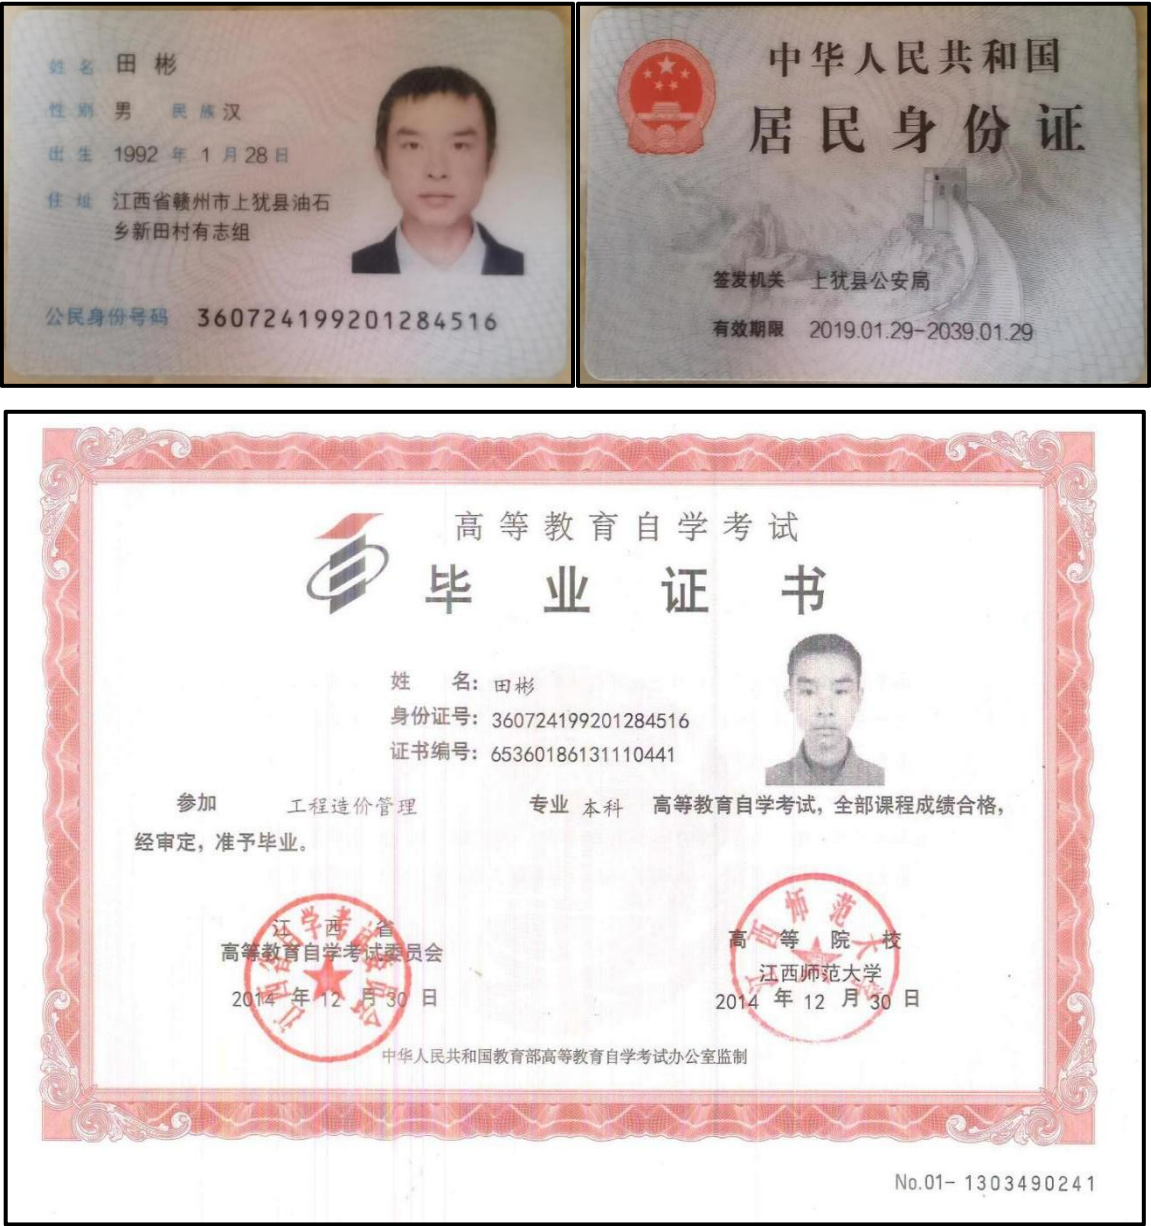 姓名 田彬
性别 男 民族 汉
出生 1992 年 1 月 28 日
住址 江西省赣州市上犹县油石
乡新田村有志组
公民身份号码 360724199201284516
中华人民共和国
居民身份证
签发机关 上犹县公安局
有效期限 2019.01.29-2039.01.29
高等教育自学考试
毕业证书
姓名: 田彬
身份证号: 360724199201284516
证书编号: 65360186131110441
参加 工程造价管理 专业 本科 高等教育自学考试, 全部课程成绩合格,
经审定, 准予毕业。
江西省
高等教育自学考试委员会
2014 年 12 月 30 日
高等院校
江西师范大学
2014 年 12 月 30 日
中华人民共和国教育部高等教育自学考试办公室监制
No.01- 1303490241